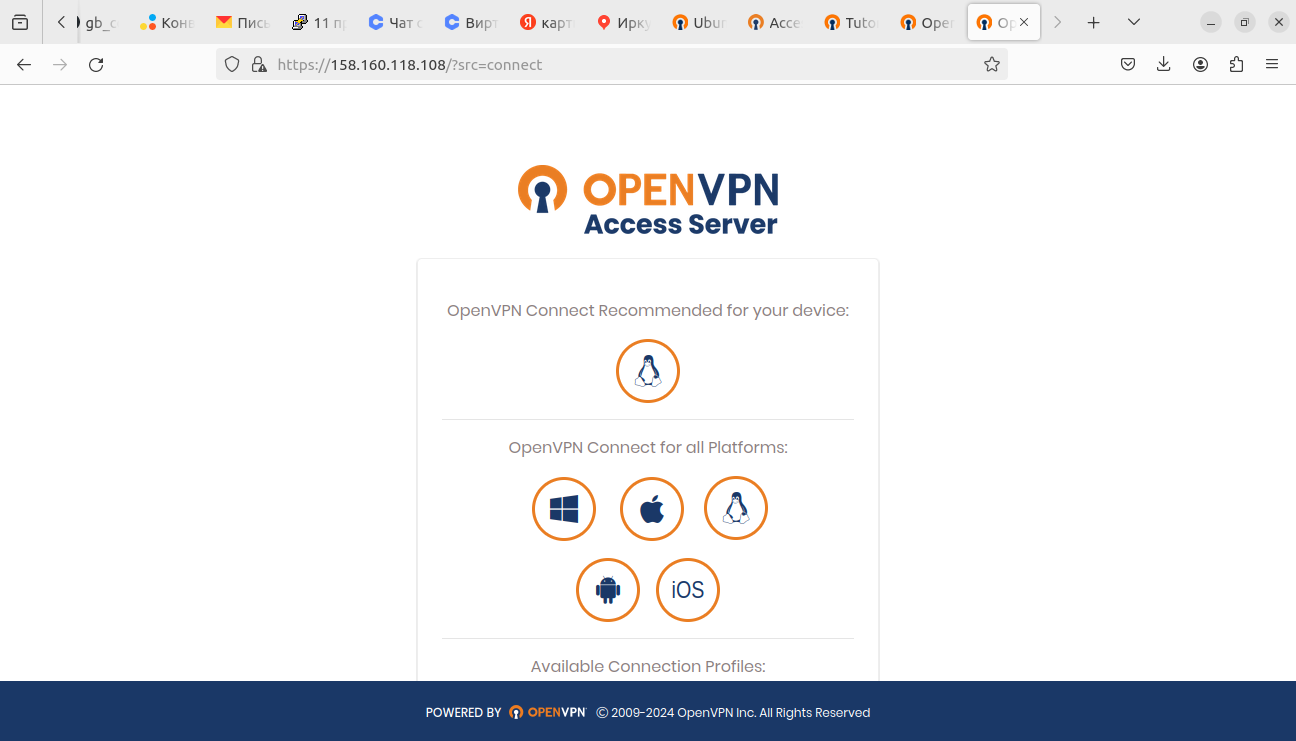 gb_c Конв Пись 11 пр Чат с Вирт карт Ирку Ubun Acce Tuto Oper Op
https://158.160.118.108/?src=connect
OPENVPN
Access Server
OpenVPN Connect Recommended for your device:
OpenVPN Connect for all Platforms:
iOS
Available Connection Profiles:
POWERED BY OPENVPN © 2009-2024 OpenVPN Inc. All Rights Reserved